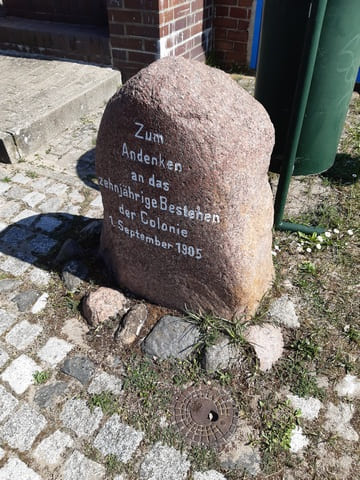 Zum
Andenken
an das
zehnjährige Bestehen
der Colonie
1. September 1905